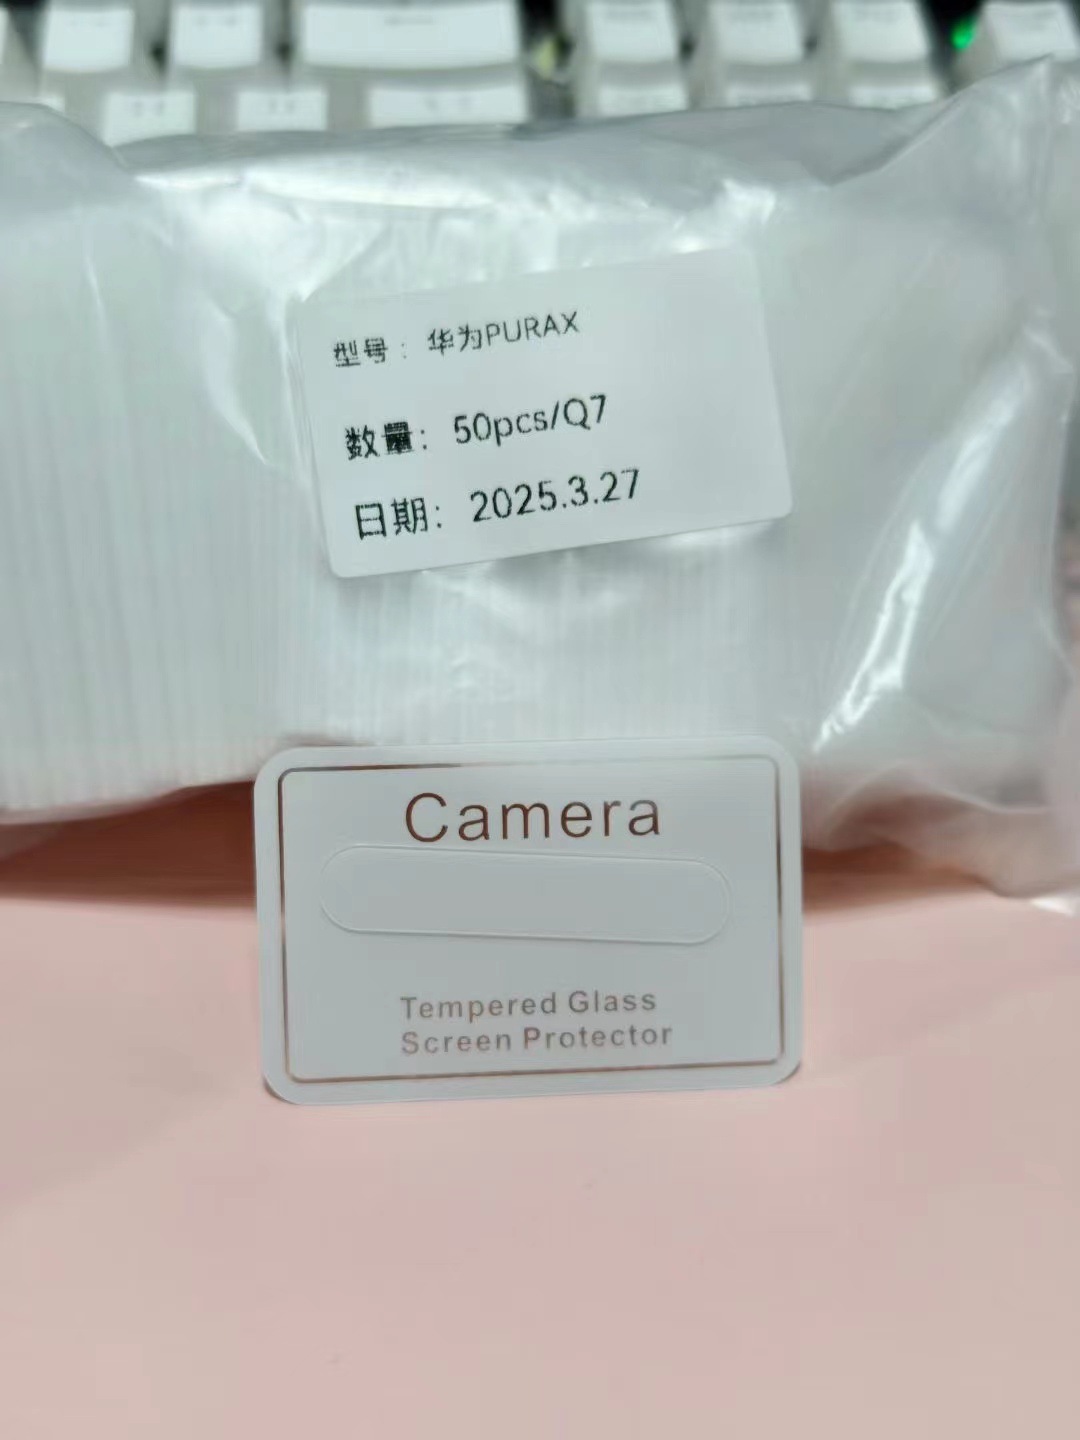 型号：华为PURAX
数量：50pcs/Q7
日期：2025.3.27
Camera
Tempered Glass
Screen Protector